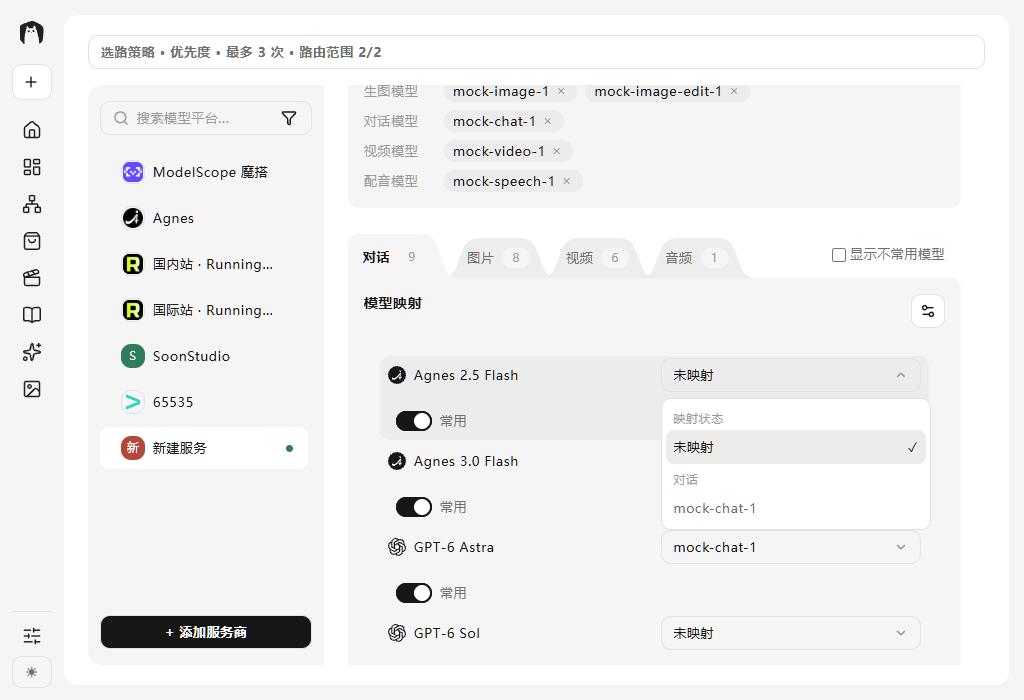 选路策略 • 优先度 • 最多 3 次 • 路由范围 2/2
搜索模型平台...
ModelScope 魔搭
Agnes
国内站 · Running...
国际站 · Running...
S SoonStudio
65535
新 新建服务
+ 添加服务商
生图模型 mock-image-1 × mock-image-edit-1 ×
对话模型 mock-chat-1 ×
视频模型 mock-video-1 ×
配音模型 mock-speech-1 ×
对话 9 图片 8 视频 6 音频 1 显示不常用模型
模型映射
Agnes 2.5 Flash 未映射
常用
映射状态
未映射
对话
mock-chat-1
Agnes 3.0 Flash
常用
GPT-6 Astra mock-chat-1
常用
GPT-6 Sol 未映射